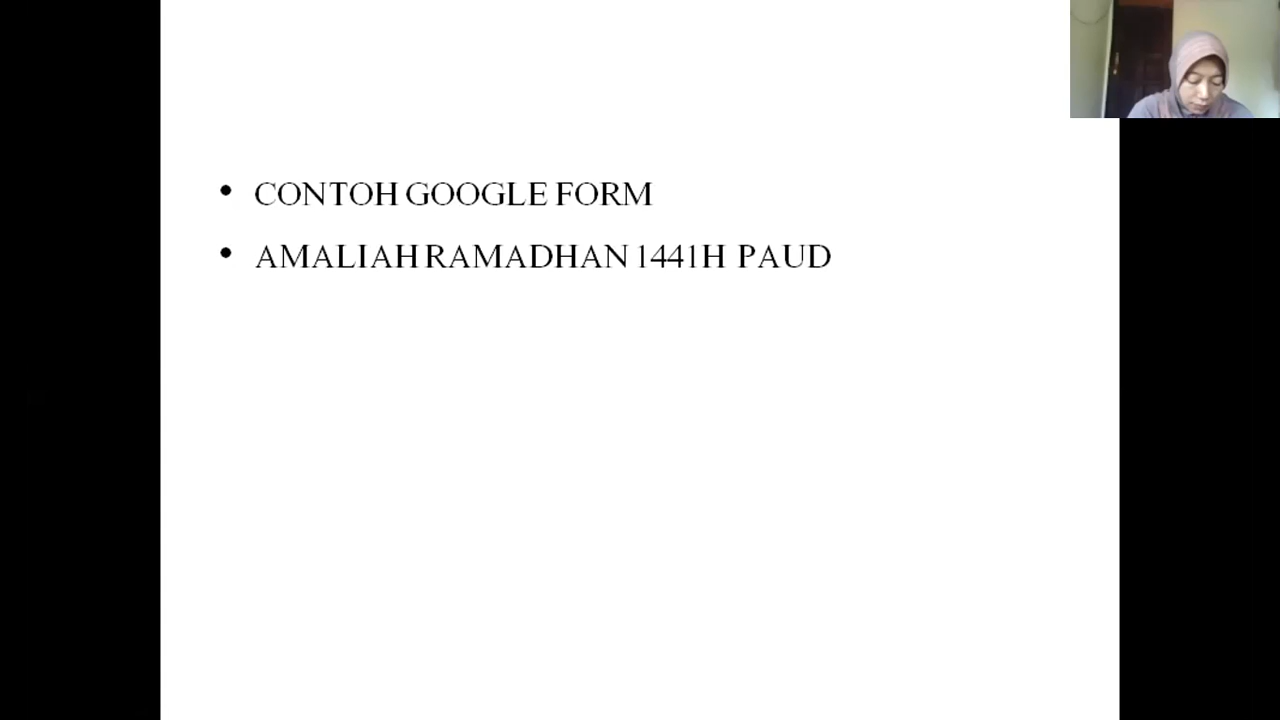 • CONTOH GOOGLE FORM
• AMALIAH RAMADHAN 1441H PAUD